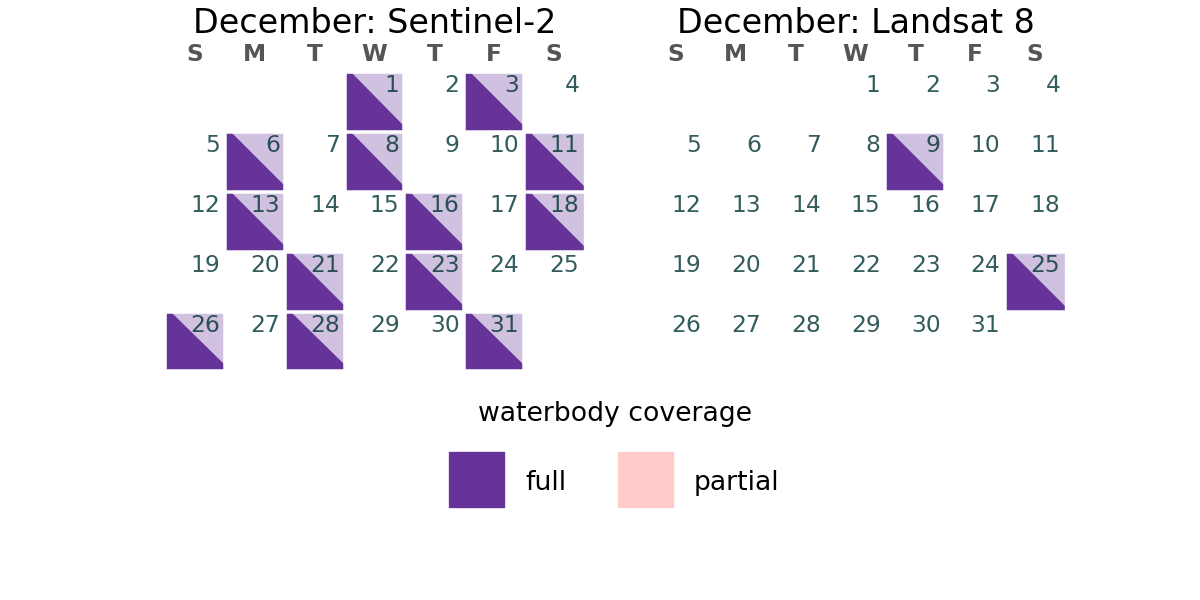 December: Sentinel-2
S M T W T F S
1 2 3 4
5 6 7 8 9 10 11
12 13 14 15 16 17 18
19 20 21 22 23 24 25
26 27 28 29 30 31
December: Landsat 8
S M T W T F S
1 2 3 4
5 6 7 8 9 10 11
12 13 14 15 16 17 18
19 20 21 22 23 24 25
26 27 28 29 30 31
waterbody coverage
full partial